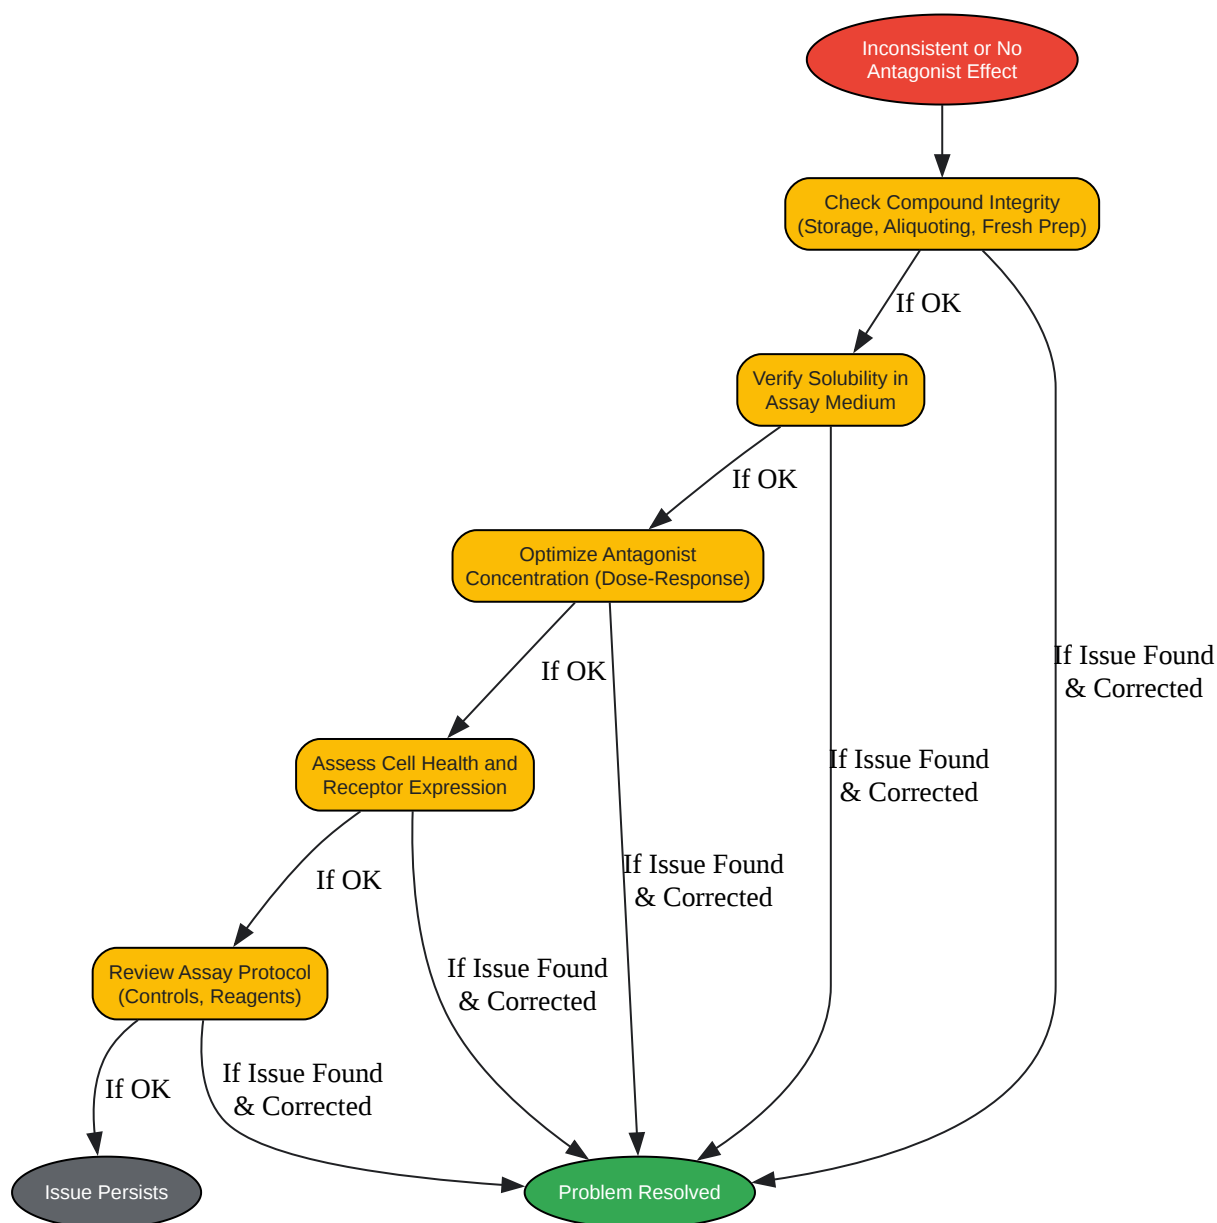 Inconsistent or No
Antagonist Effect
Check Compound Integrity
(Storage, Aliquoting, Fresh Prep)
If OK
Verify Solubility in
Assay Medium
If OK
Optimize Antagonist
Concentration (Dose-Response)
If Issue Found
& Corrected
If OK
Assess Cell Health and
Receptor Expression
If Issue Found
& Corrected
If OK
If Issue Found
& Corrected
Review Assay Protocol
(Controls, Reagents)
If Issue Found
& Corrected
If OK
If Issue Found
& Corrected
Issue Persists
Problem Resolved